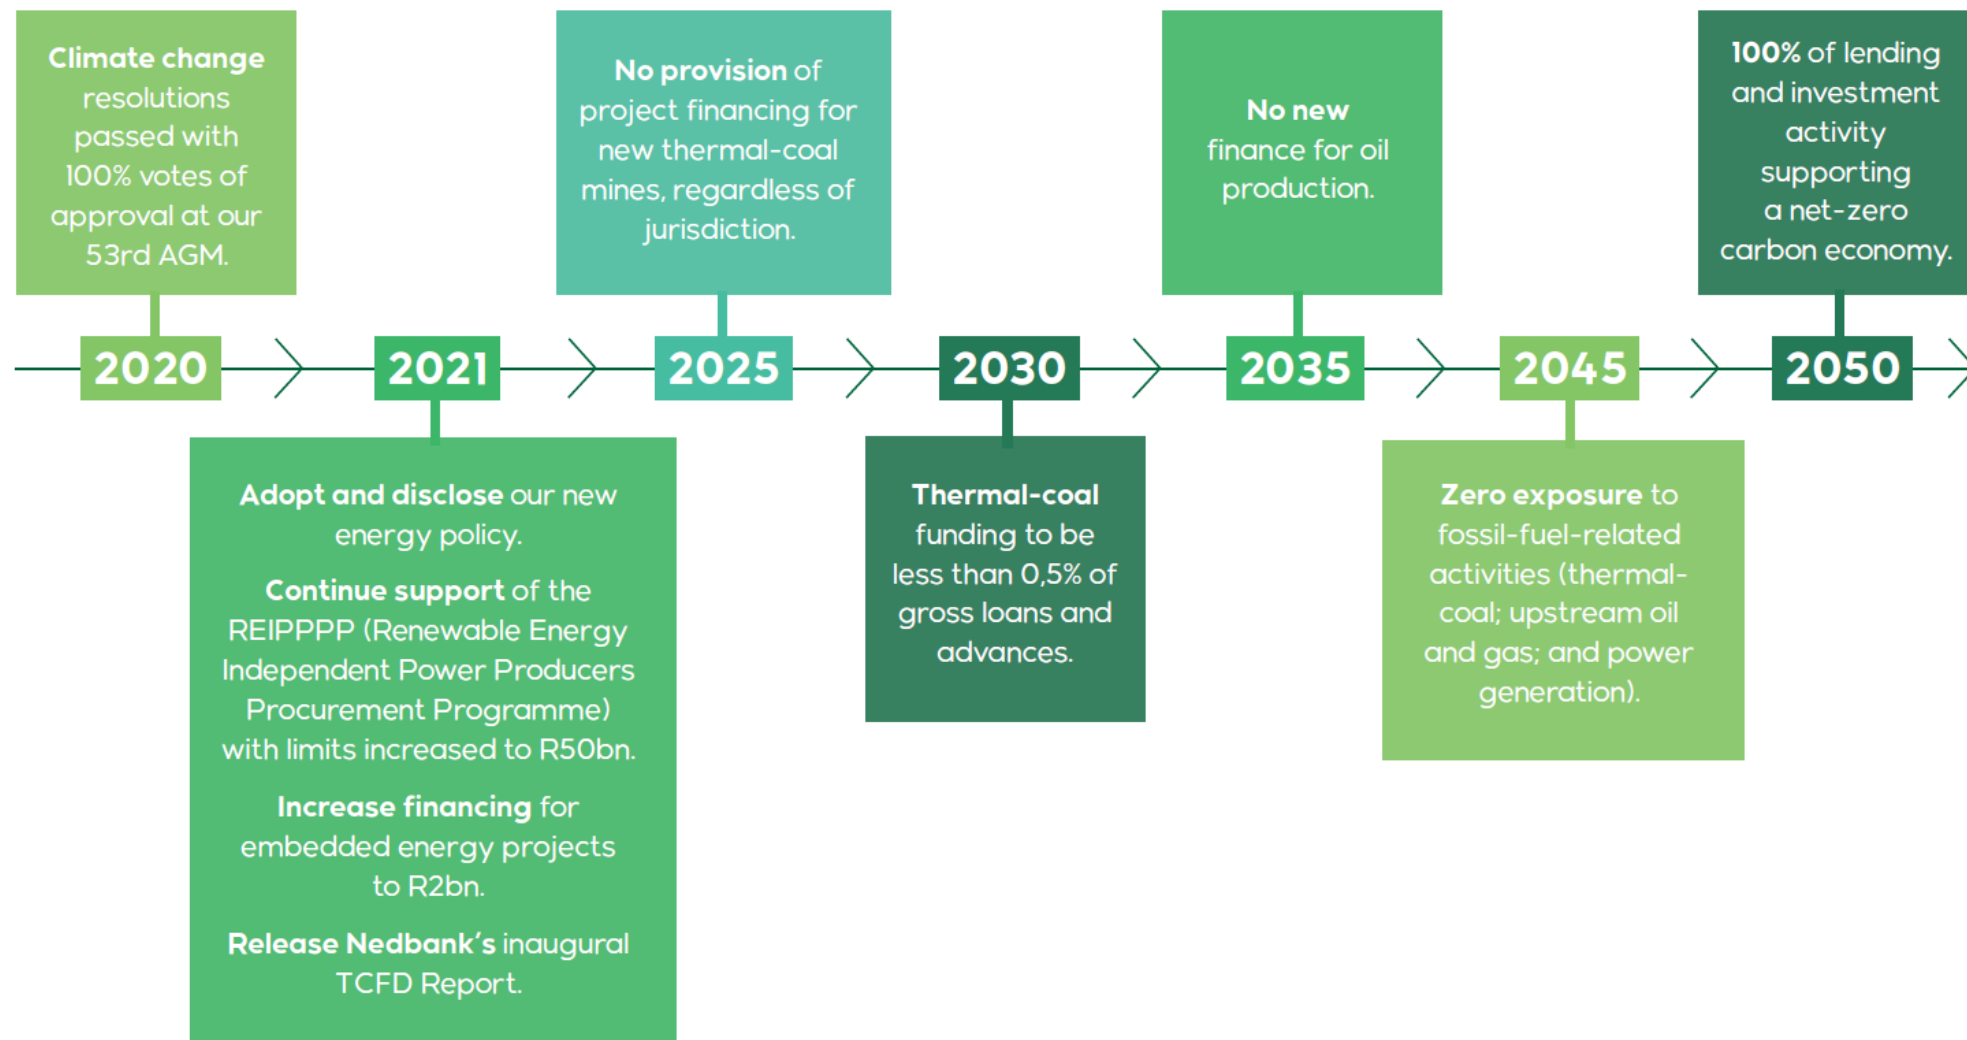 Climate change
resolutions
passed with
100% votes of
approval at our
53rd AGM.
No provision of
project financing for
new thermal-coal
mines, regardless of
jurisdiction.
No new
finance for oil
production.
100% of lending
and investment
activity
supporting
a net-zero
carbon economy.
2020
2021
2025
2030
2035
2045
2050
Adopt and disclose our new
energy policy.
Continue support of the
REIPPPP (Renewable Energy
Independent Power Producers
Procurement Programme)
with limits increased to R50bn.
Increase financing for
embedded energy projects
to R2bn.
Release Nedbank's inaugural
TCFD Report.
Thermal-coal
funding to be
less than 0,5% of
gross loans and
advances.
Zero exposure to
fossil-fuel-related
activities (thermal-
coal; upstream oil
and gas; and power
generation).